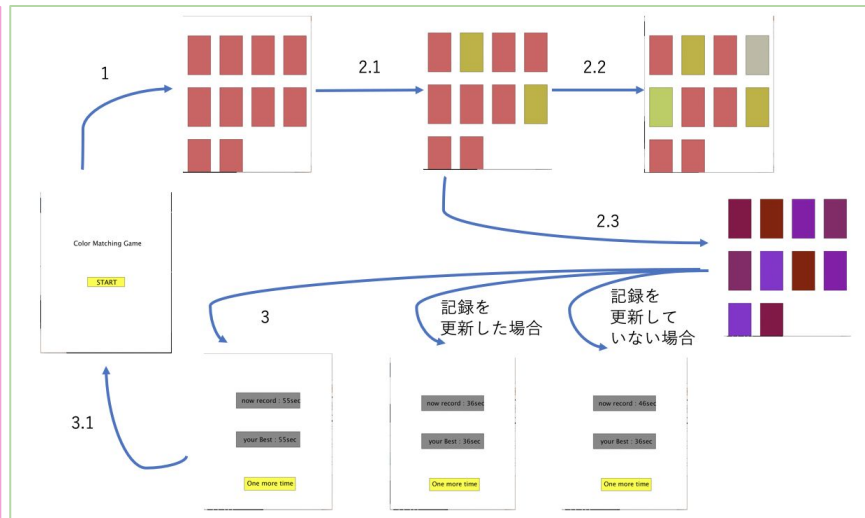 1
2.1
2.2
Color Matching Game
START
2.3
3
記録を
更新した場合
記録を
更新して
いない場合
3.1
now record : 55sec
your Best : 55sec
One more time
now record : 36sec
your Best : 36sec
One more time
now record : 46sec
your Best : 36sec
One more time